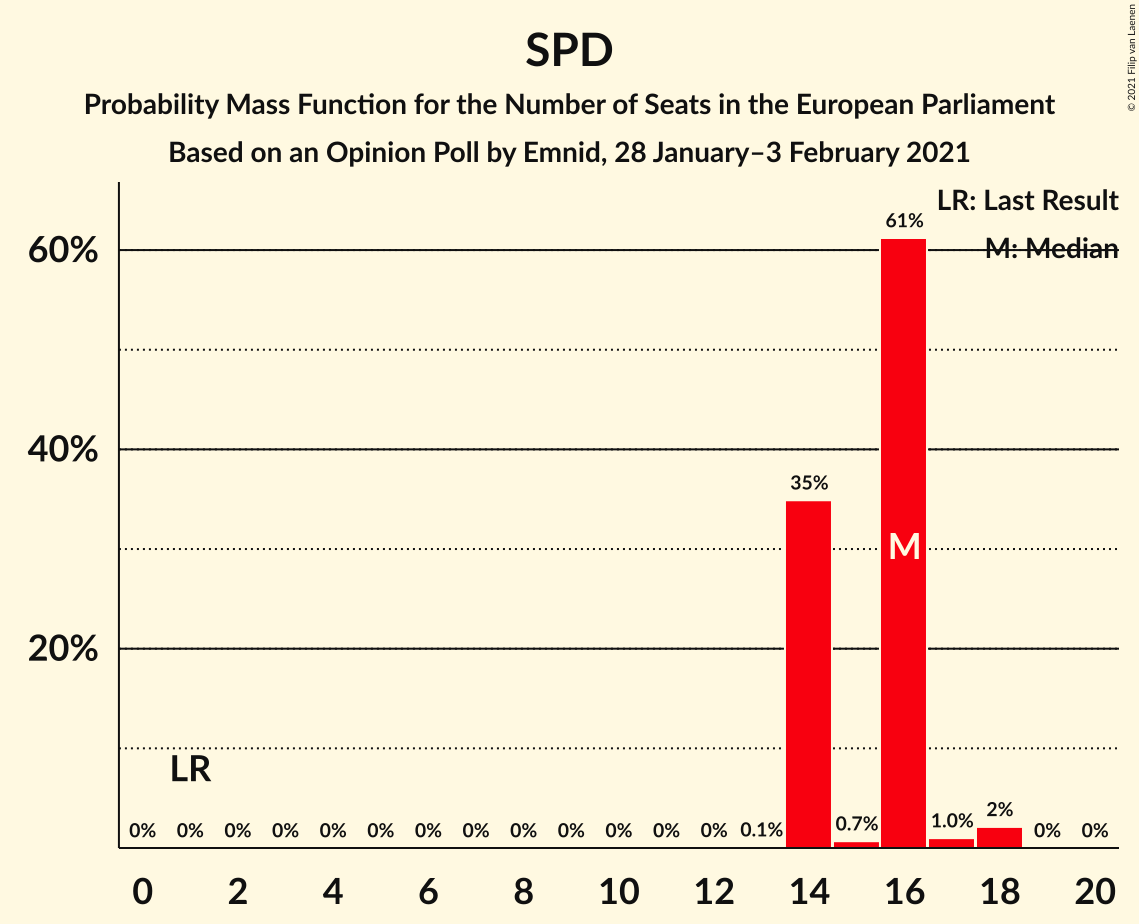 SPD
Probability Mass Function for the Number of Seats in the European Parliament
Based on an Opinion Poll by Emnid, 28 January–3 February 2021
© 2021 Filip van Laenen
LR: Last Result
M: Median
61%
60%
40%
35%
M
20%
LR
0% 0% 0% 0% 0% 0% 0% 0% 0% 0% 0% 0% 0% 0.1% 0.7% 1.0% 2% 0% 0%
0 2 4 6 8 10 12 14 16 18 20